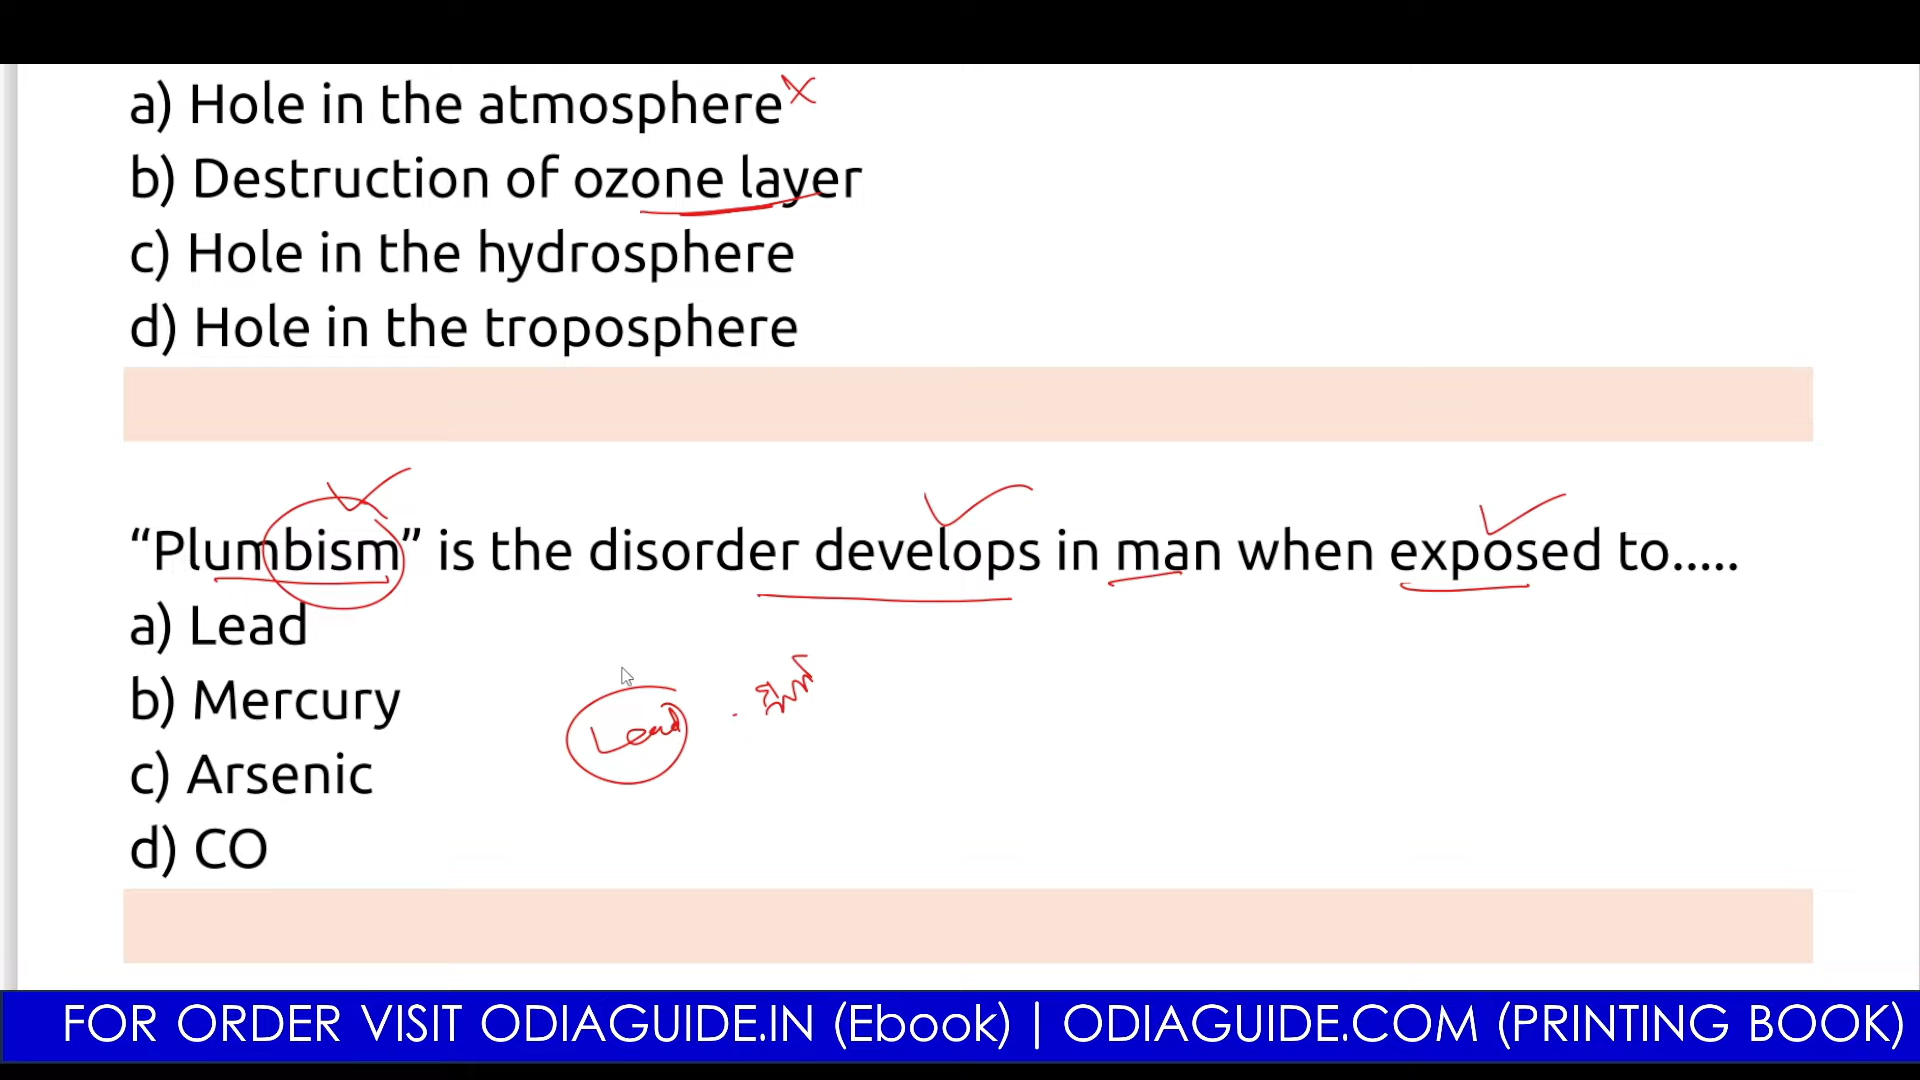 a) Hole in the atmosphere
b) Destruction of ozone layer
c) Hole in the hydrosphere
d) Hole in the troposphere
“Plumbism” is the disorder develops in man when exposed to.....
a) Lead
b) Mercury
c) Arsenic
d) CO
Lead
FOR ORDER VISIT ODIAGUIDE.IN (Ebook) | ODIAGUIDE.COM (PRINTING BOOK)